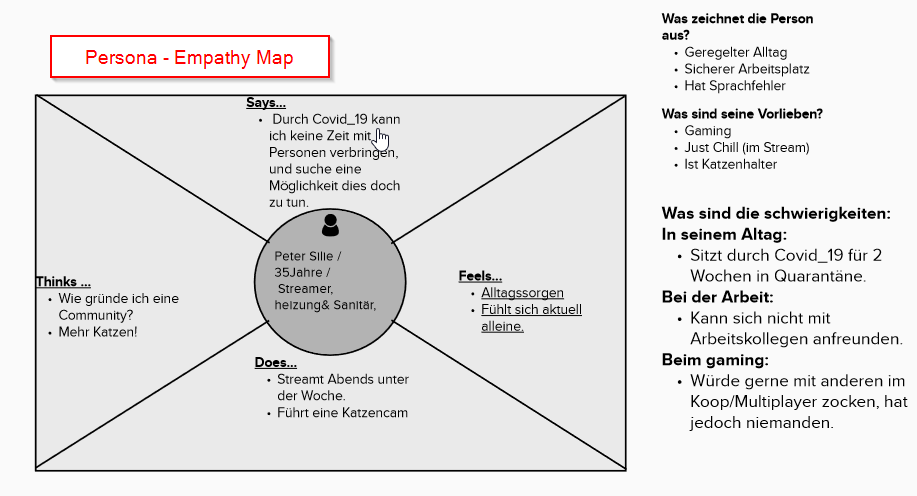 Persona - Empathy Map
Says...
• Durch Covid_19 kann
ich keine Zeit mit
Personen verbringen,
und suche eine
Möglichkeit dies doch
zu tun.
Peter Silie /
35Jahre /
Streamer,
heizung& Sanitär,
Thinks ...
• Wie gründe ich eine
Community?
• Mehr Katzen!
Feels...
• Alltagssorgen
• Fühlt sich aktuell
alleine.
Does...
• Streamt Abends unter
der Woche.
• Führt eine Katzencam
Was zeichnet die Person
aus?
• Geregelter Alltag
• Sicherer Arbeitsplatz
• Hat Sprachfehler
Was sind seine Vorlieben?
• Gaming
• Just Chill (im Stream)
• Ist Katzenhalter
Was sind die schwierigkeiten:
In seinem Altag:
• Sitzt durch Covid_19 für 2
Wochen in Quarantäne.
Bei der Arbeit:
• Kann sich nicht mit
Arbeitskollegen anfreunden.
Beim gaming:
• Würde gerne mit anderen im
Koop/Multiplayer zocken, hat
jedoch niemanden.